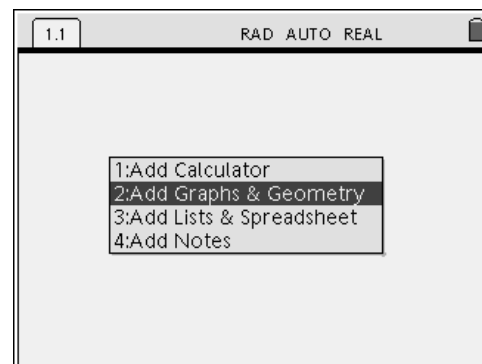 1.1 RAD AUTO REAL
1:Add Calculator
2:Add Graphs & Geometry
3:Add Lists & Spreadsheet
4:Add Notes